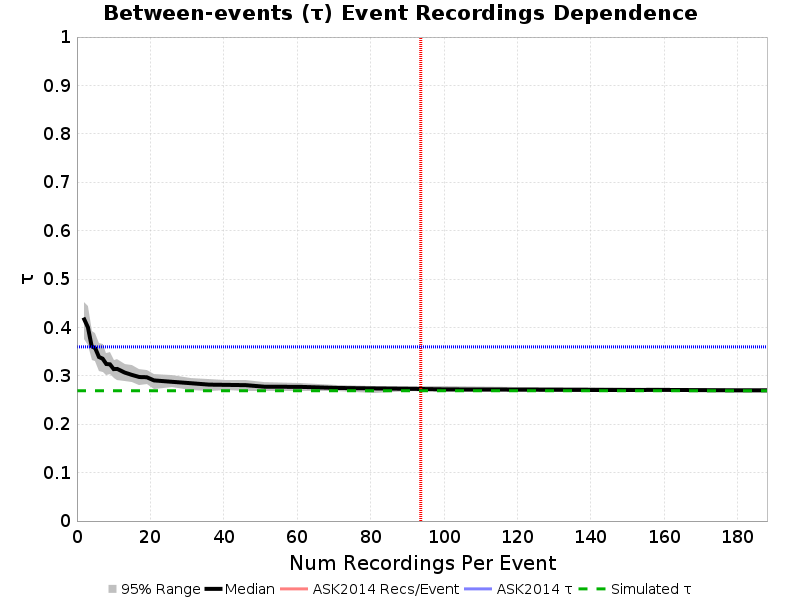 Between-events (τ) Event Recordings Dependence
1
0.9
0.8
0.7
0.6
0.5
0.4
0.3
0.2
0.1
0
τ
0 20 40 60 80 100 120 140 160 180
Num Recordings Per Event
95% Range Median ASK2014 Recs/Event ASK2014 τ Simulated τ